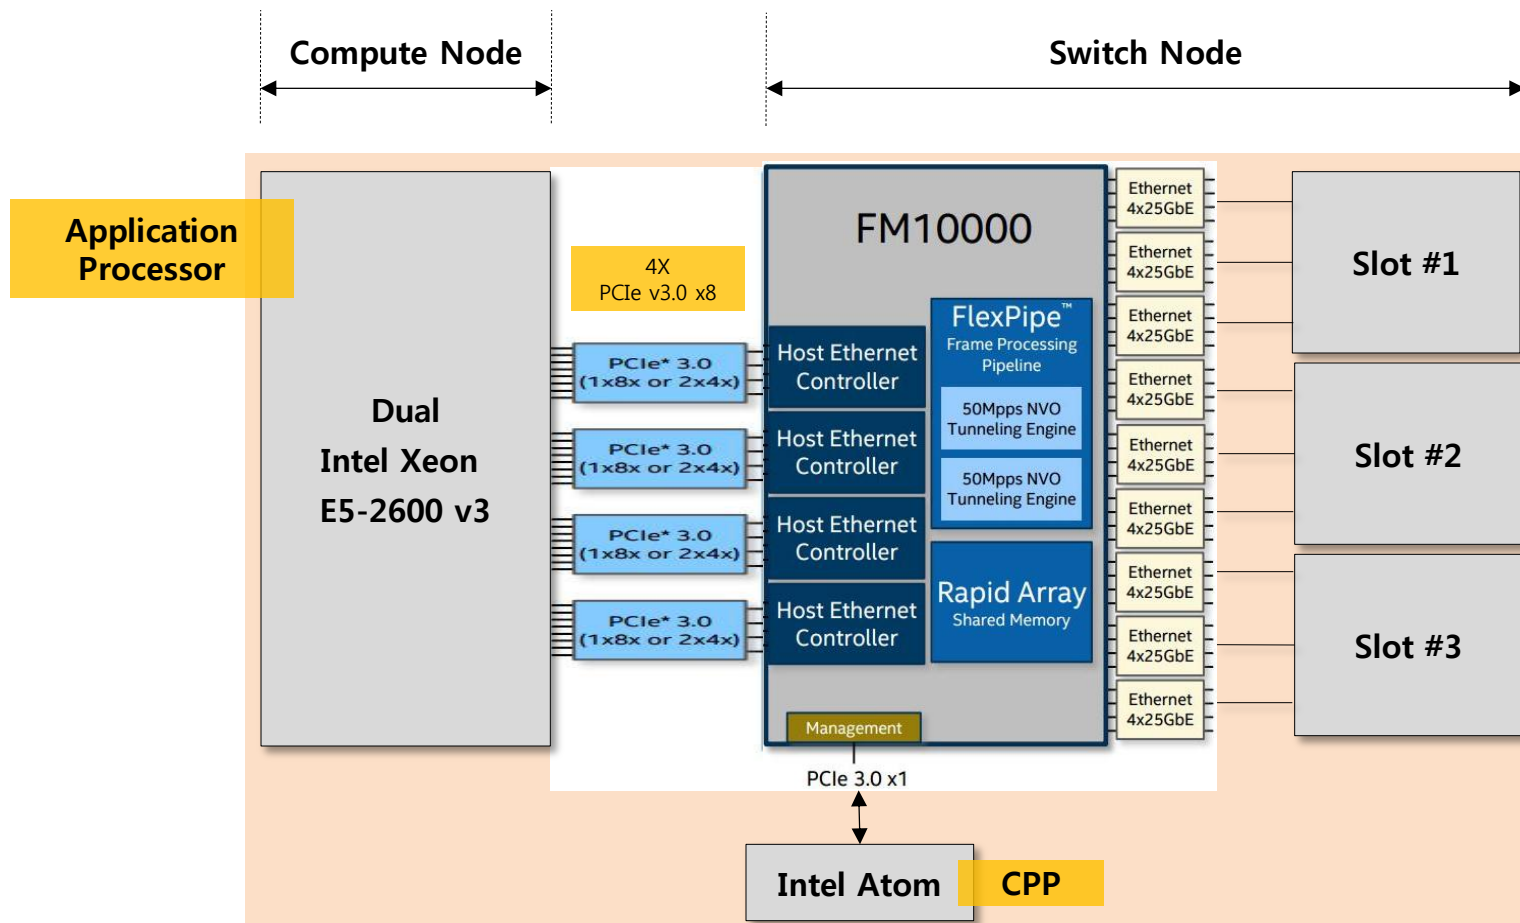 Compute Node
Switch Node
Application
Processor
4X
PCIe v3.0 x8
Dual
Intel Xeon
E5-2600 v3
PCIe* 3.0
(1x8x or 2x4x)
PCIe* 3.0
(1x8x or 2x4x)
PCIe* 3.0
(1x8x or 2x4x)
PCIe* 3.0
(1x8x or 2x4x)
FM10000
Host Ethernet
Controller
Host Ethernet
Controller
Host Ethernet
Controller
Host Ethernet
Controller
FlexPipe™
Frame Processing
Pipeline
50Mpps NVO
Tunneling Engine
50Mpps NVO
Tunneling Engine
Rapid Array
Shared Memory
Management
PCIe 3.0 x1
Ethernet
4x25GbE
Ethernet
4x25GbE
Ethernet
4x25GbE
Ethernet
4x25GbE
Ethernet
4x25GbE
Ethernet
4x25GbE
Ethernet
4x25GbE
Ethernet
4x25GbE
Ethernet
4x25GbE
Slot #1
Slot #2
Slot #3
Intel Atom
CPP